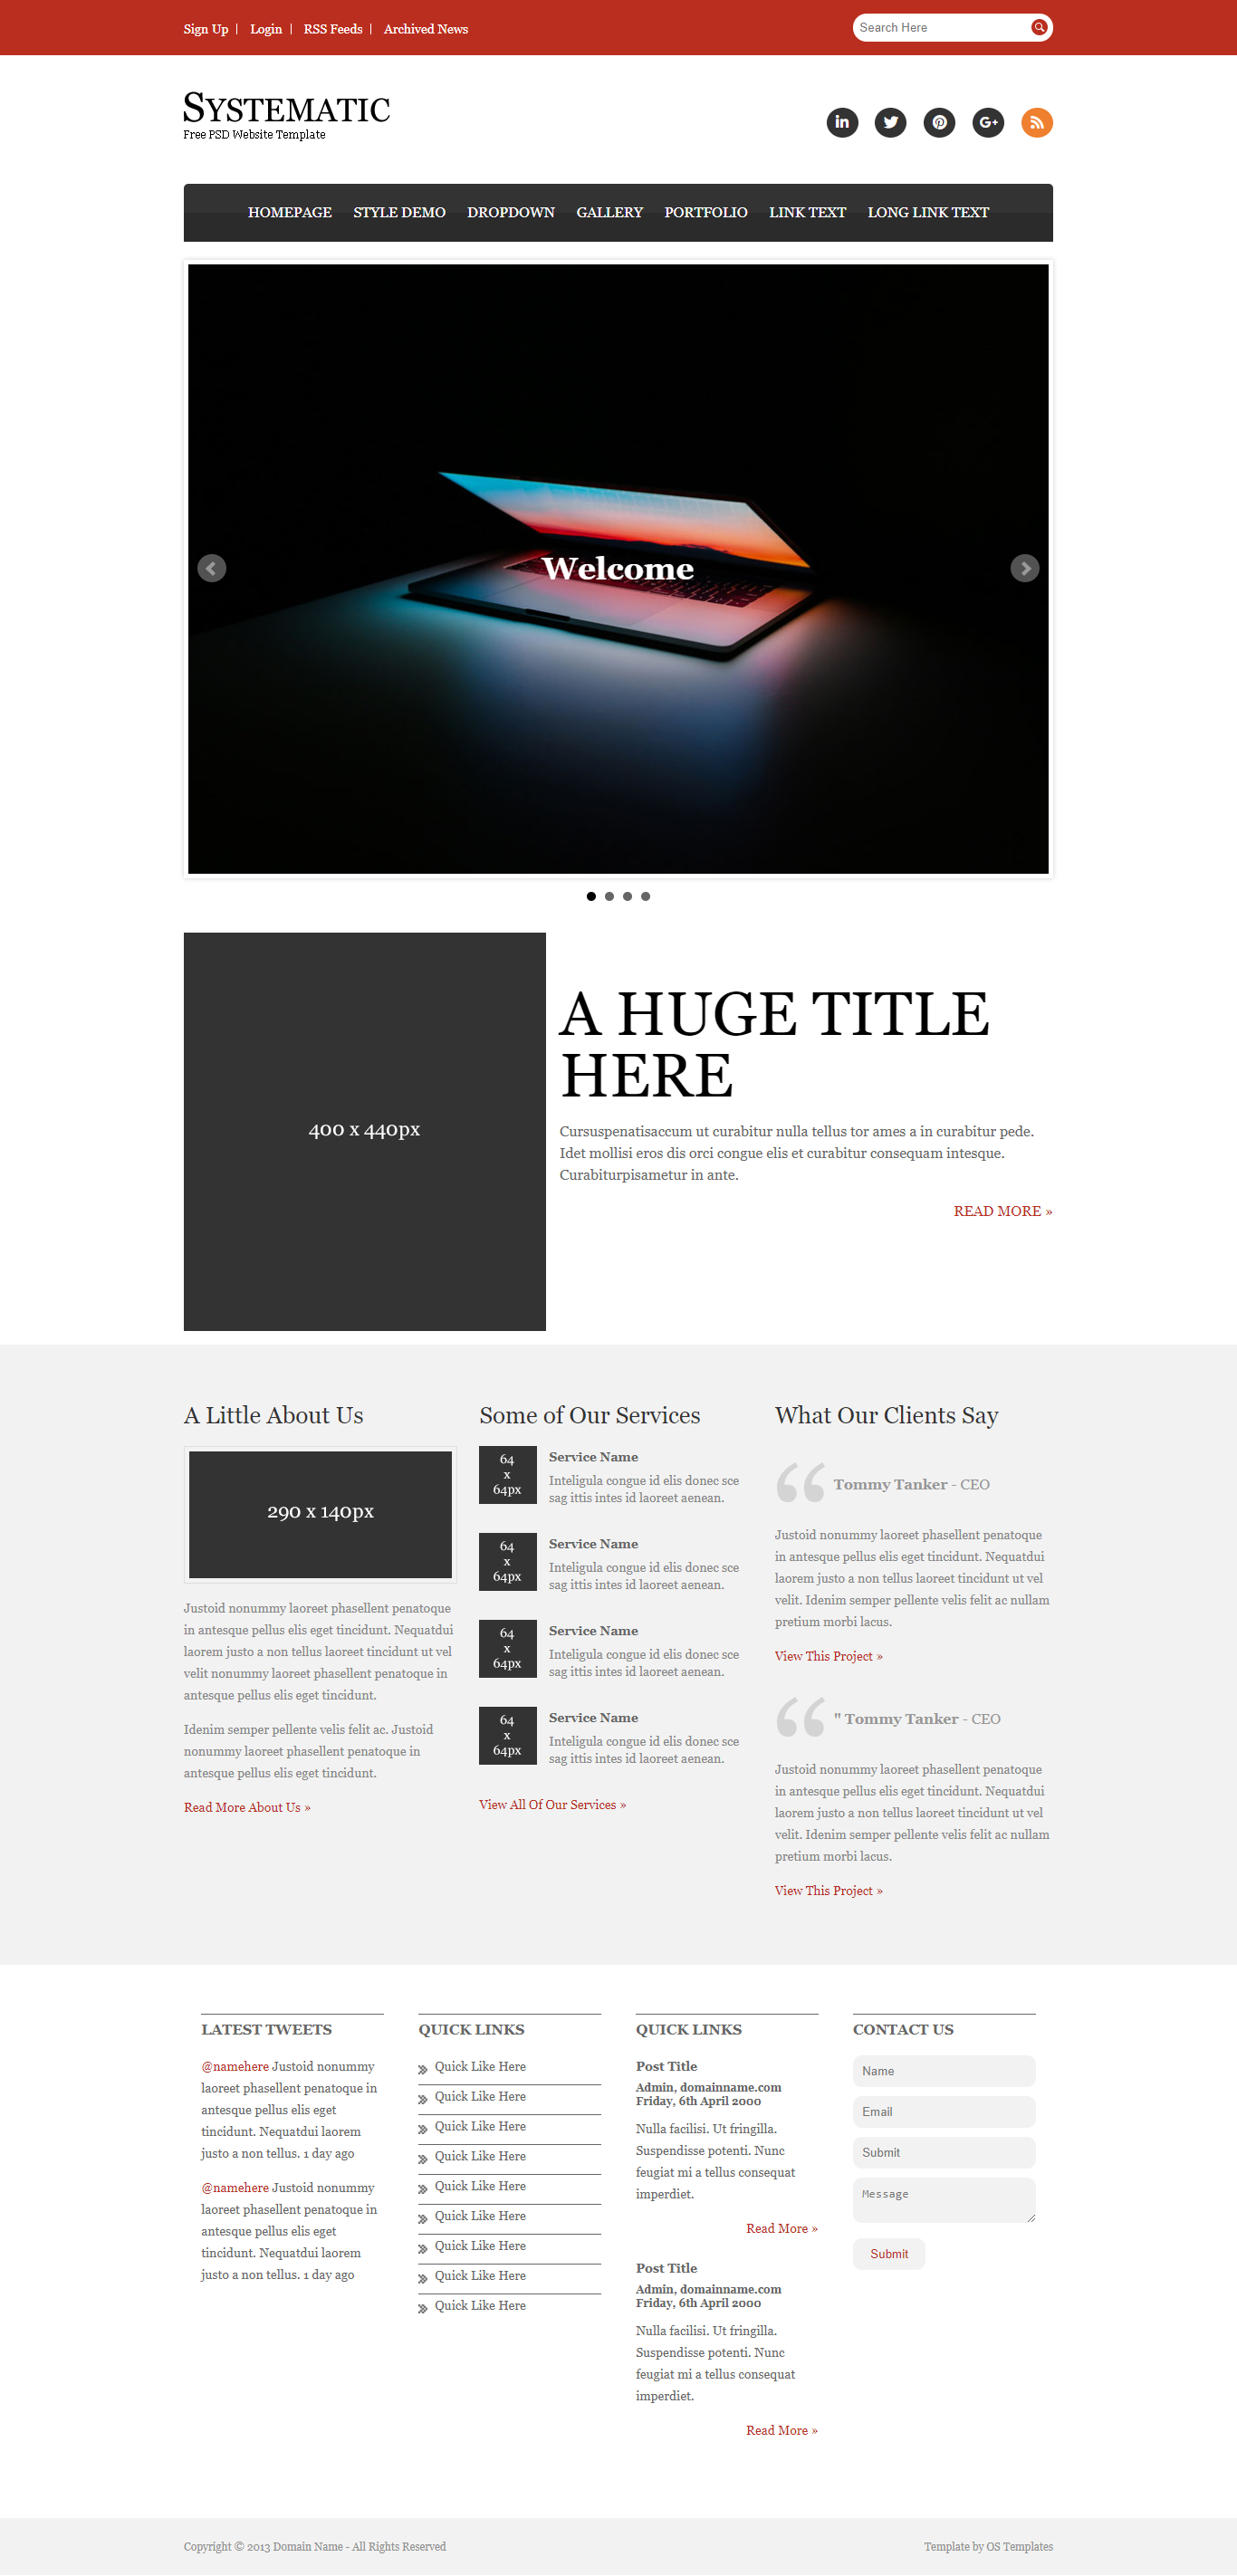 Sign Up | Login | RSS Feeds | Archived News
Search Here
SYSTEMATIC
Free PSD Website Template
HOMEPAGE STYLE DEMO DROPDOWN GALLERY PORTFOLIO LINK TEXT LONG LINK TEXT
Welcome
400 x 440px
A HUGE TITLE
HERE
Cursuspenatisaccum ut curabitur nulla tellus tor ames a in curabitur pede.
Idet mollisi eros dis orci congue elis et curabitur consequam intesque.
Curabiturpisametur in ante.
READ MORE »
A Little About Us
290 x 140px
Justoid nonummy laoreet phasellent penatoque
in antesque pellus elis eget tincidunt. Nequatdui
laorem justo a non tellus laoreet tincidunt ut vel
velit nonummy laoreet phasellent penatoque in
antesque pellus elis eget tincidunt.
Idenim semper pellente velis felit ac. Justoid
nonummy laoreet phasellent penatoque in
antesque pellus elis eget tincidunt.
Read More About Us »
Some of Our Services
64
x
64px
Service Name
Inteligula congue id elis donec sce
sag ittis intes id laoreet aenean.
64
x
64px
Service Name
Inteligula congue id elis donec sce
sag ittis intes id laoreet aenean.
64
x
64px
Service Name
Inteligula congue id elis donec sce
sag ittis intes id laoreet aenean.
64
x
64px
Service Name
Inteligula congue id elis donec sce
sag ittis intes id laoreet aenean.
View All Of Our Services »
What Our Clients Say
Tommy Tanker - CEO
Justoid nonummy laoreet phasellent penatoque
in antesque pellus elis eget tincidunt. Nequatdui
laorem justo a non tellus laoreet tincidunt ut vel
velit. Idenim semper pellente velis felit ac nullam
pretium morbi lacus.
View This Project »
" Tommy Tanker - CEO
Justoid nonummy laoreet phasellent penatoque
in antesque pellus elis eget tincidunt. Nequatdui
laorem justo a non tellus laoreet tincidunt ut vel
velit. Idenim semper pellente velis felit ac nullam
pretium morbi lacus.
View This Project »
LATEST TWEETS
@namehere Justoid nonummy
laoreet phasellent penatoque in
antesque pellus elis eget
tincidunt. Nequatdui laorem
justo a non tellus. 1 day ago
@namehere Justoid nonummy
laoreet phasellent penatoque in
antesque pellus elis eget
tincidunt. Nequatdui laorem
justo a non tellus. 1 day ago
QUICK LINKS
Quick Like Here
Quick Like Here
Quick Like Here
Quick Like Here
Quick Like Here
Quick Like Here
Quick Like Here
Quick Like Here
Quick Like Here
QUICK LINKS
Post Title
Admin, domainname.com
Friday, 6th April 2000
Nulla facilisi. Ut fringilla.
Suspendisse potenti. Nunc
feugiat mi a tellus consequat
imperdiet.
Read More »
Post Title
Admin, domainname.com
Friday, 6th April 2000
Nulla facilisi. Ut fringilla.
Suspendisse potenti. Nunc
feugiat mi a tellus consequat
imperdiet.
Read More »
CONTACT US
Name
Email
Submit
Message
Submit
Copyright © 2013 Domain Name - All Rights Reserved
Template by OS Templates